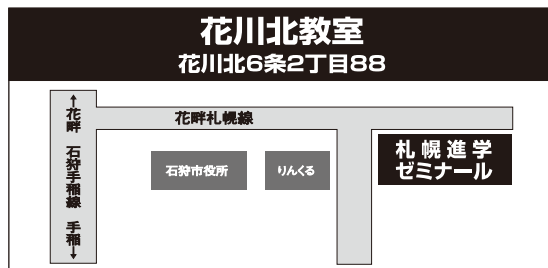 花川北教室
花川北6条2丁目88
↑花畔 石狩手稲線 手稲↓
花畔札幌線
石狩市役所
りんくる
札幌進学
ゼミナール